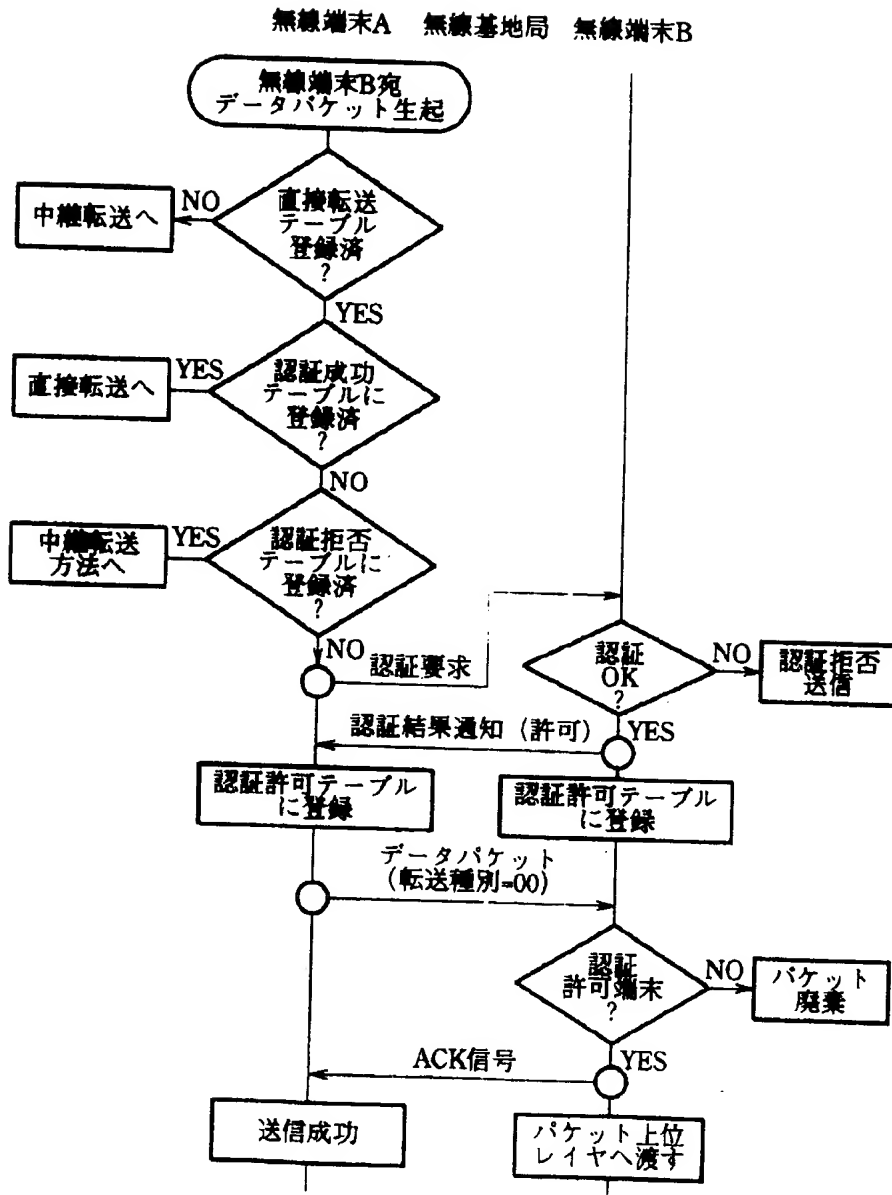 無線端末A 無線基地局 無線端末B
無線端末B宛
データパケット生起
直接転送
テーブル
登録済
?
NO
中継転送へ
YES
認証成功
テーブルに
登録済
?
YES
直接転送へ
NO
認証拒否
テーブルに
登録済
?
YES
中継転送
方法へ
NO
認証要求
認証
OK
?
NO
認証拒否
送信
YES
認証結果通知(許可)
認証許可テーブル
に登録
認証許可テーブル
に登録
データパケット
(転送種別=00)
認証
許可端末
?
NO
パケット
廃棄
YES
ACK信号
送信成功
パケット上位
レイヤへ渡す